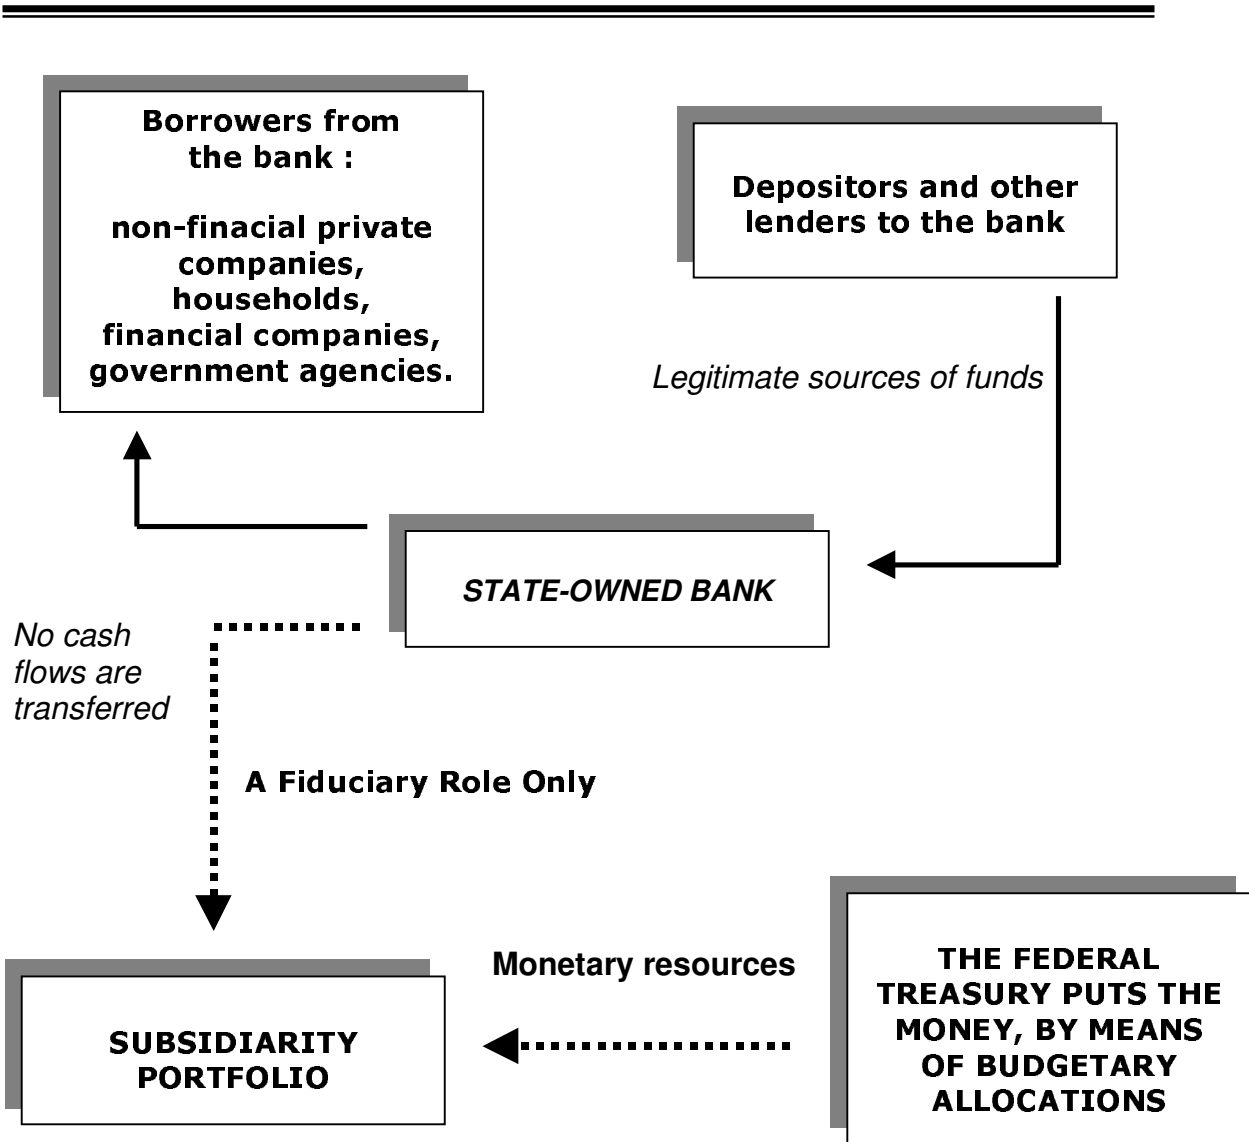 Borrowers from
the bank :
non-finacial private
companies,
households,
financial companies,
government agencies.
Depositors and other
lenders to the bank
Legitimate sources of funds
STATE-OWNED BANK
No cash
flows are
transferred
A Fiduciary Role Only
Monetary resources
THE FEDERAL
TREASURY PUTS THE
MONEY, BY MEANS
OF BUDGETARY
ALLOCATIONS
SUBSIDIARITY
PORTFOLIO